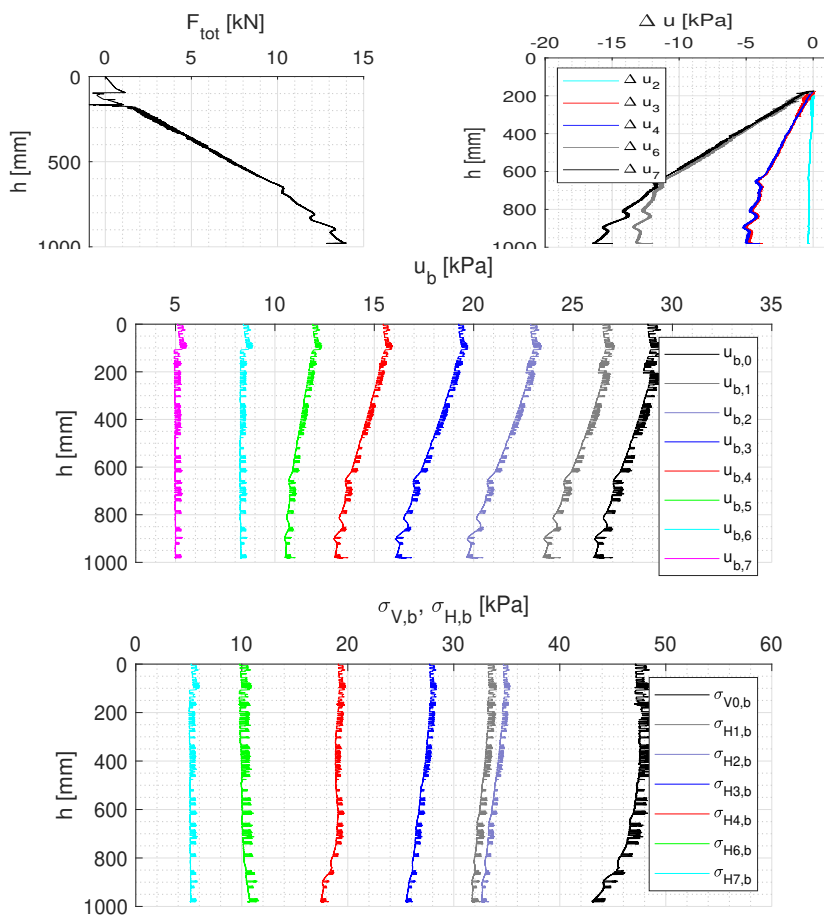 F_tot [kN]
0 5 10 15
0
500
1000
h [mm]
Δ u [kPa]
-20 -15 -10 -5 0
0
200
400
600
800
1000
h [mm]
Δ u_2
Δ u_3
Δ u_4
Δ u_6
Δ u_7
u_b [kPa]
5 10 15 20 25 30 35
0
200
400
600
800
1000
h [mm]
u_b,0
u_b,1
u_b,2
u_b,3
u_b,4
u_b,5
u_b,6
u_b,7
σ_V,b, σ_H,b [kPa]
0 10 20 30 40 50 60
0
200
400
600
800
1000
h [mm]
σ_V0,b
σ_H1,b
σ_H2,b
σ_H3,b
σ_H4,b
σ_H6,b
σ_H7,b